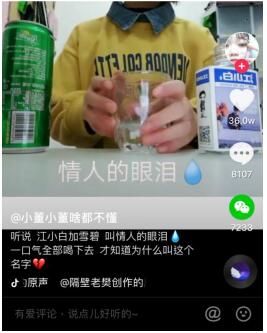 VENDOR COLLETI
江小白
情人的眼泪💧
36.0w
8107
7233
@小董小董啥都不懂
听说 江小白加雪碧 叫情人的眼泪💧
一口气全部喝下去 才知道为什么叫这个
名字💔
原声 @隔壁老樊创作的
有爱评论，说点儿好听的~
@